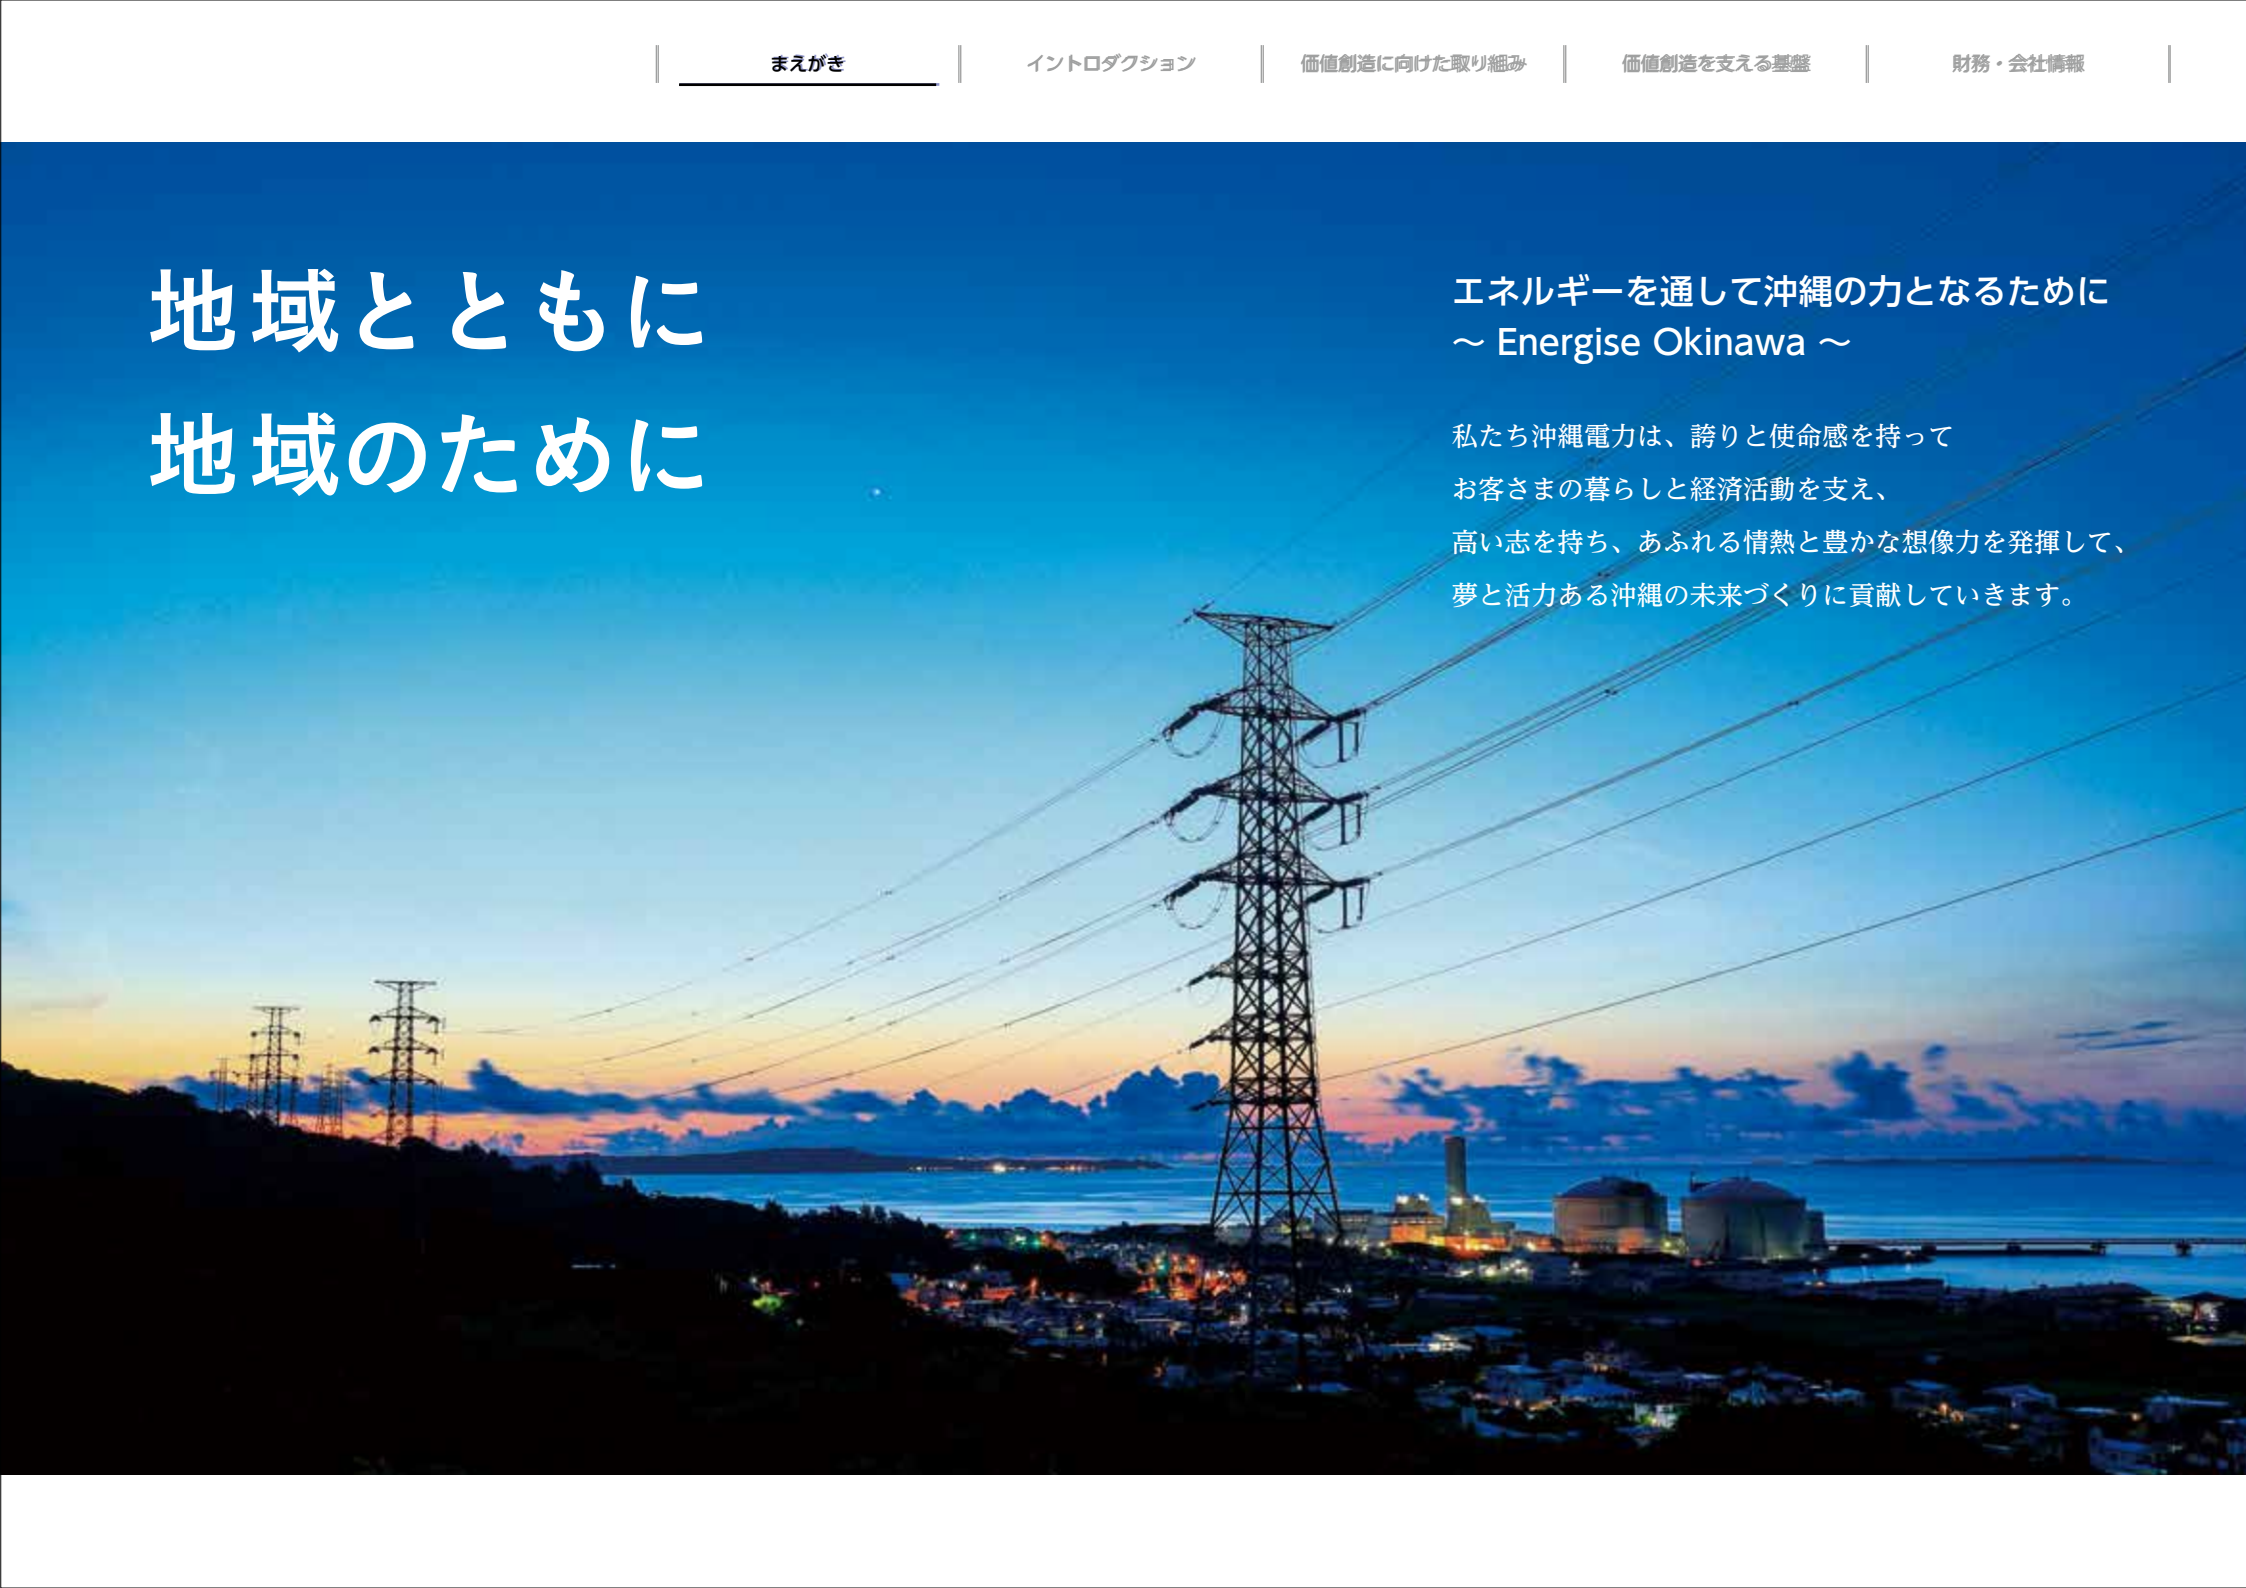 まえがき
イントロダクション
価値創造に向けた取り組み
価値創造を支える基盤
財務・会社情報
地域とともに
地域のために
エネルギーを通して沖縄の力となるために
～ Energise Okinawa ～
私たち沖縄電力は、誇りと使命感を持って
お客さまの暮らしと経済活動を支え、
高い志を持ち、あふれる情熱と豊かな想像力を発揮して、
夢と活力ある沖縄の未来づくりに貢献していきます。